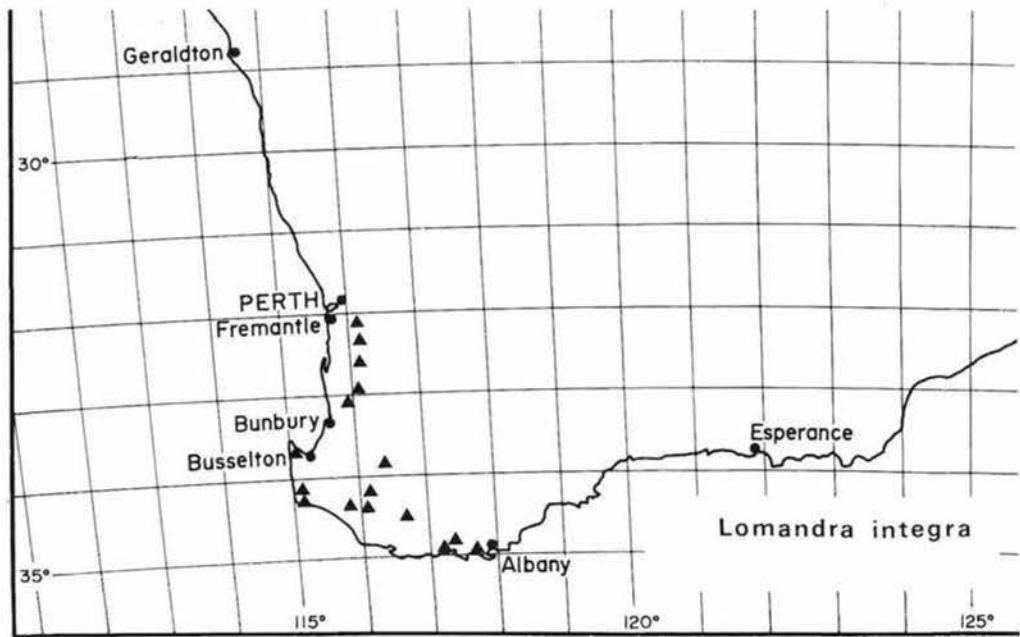 Geraldton
30°
PERTH
Fremantle
Bunbury
Busselton
Esperance
Lomandra integra
Albany
35°
115°
120°
125°